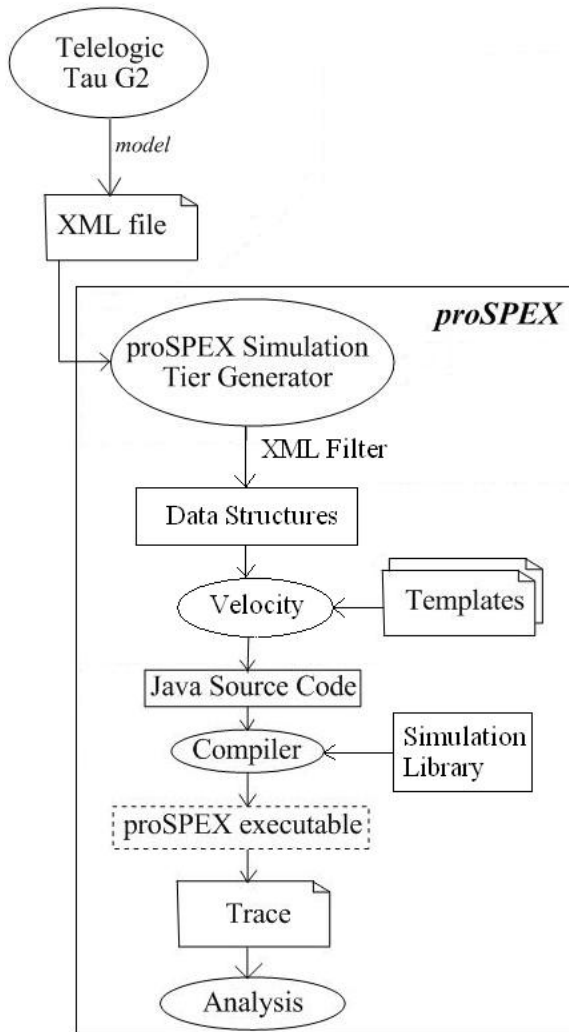 Telelogic
Tau G2
model
XML file
proSPEX
proSPEX Simulation
Tier Generator
XML Filter
Data Structures
Velocity
Templates
Java Source Code
Compiler
Simulation
Library
proSPEX executable
Trace
Analysis